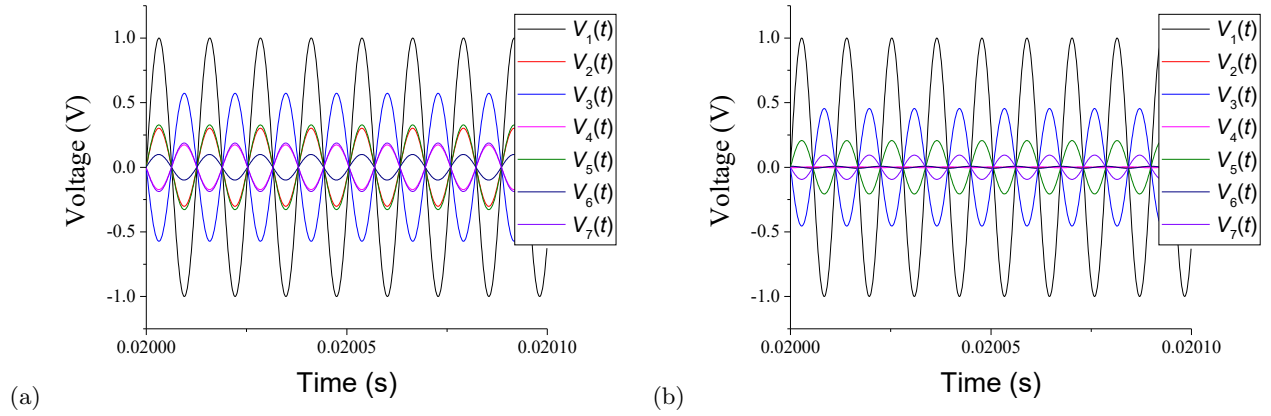 1.0
0.5
0.0
-0.5
-1.0
Voltage (V)
0.02000
0.02005
0.02010
Time (s)
V1(t)
V2(t)
V3(t)
V4(t)
V5(t)
V6(t)
V7(t)
(a)
1.0
0.5
0.0
-0.5
-1.0
Voltage (V)
0.02000
0.02005
0.02010
Time (s)
V1(t)
V2(t)
V3(t)
V4(t)
V5(t)
V6(t)
V7(t)
(b)